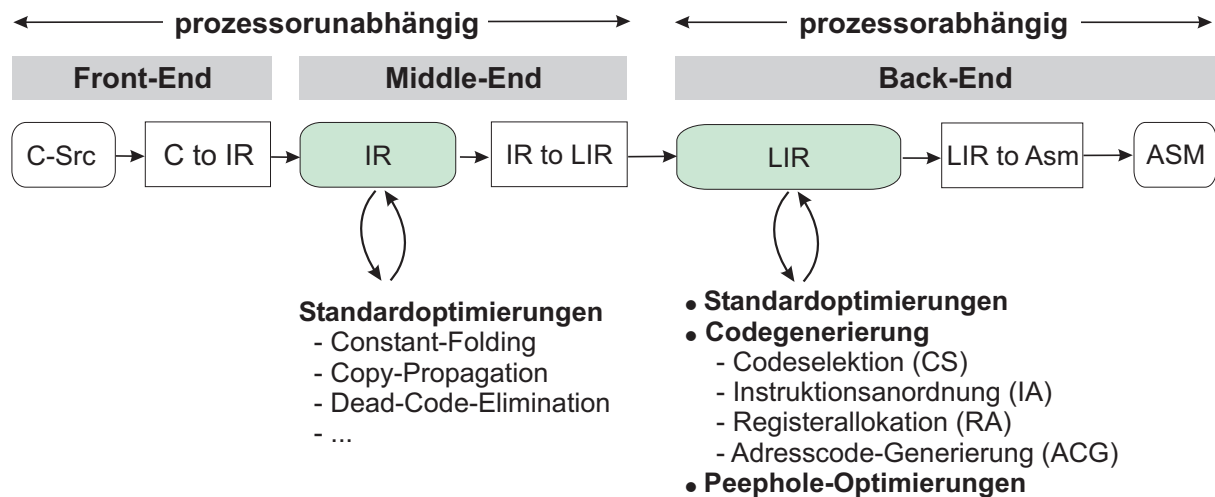 prozessorunabhängig prozessorabhängig
Front-End Middle-End Back-End
C-Src C to IR IR IR to LIR LIR LIR to Asm ASM
Standardoptimierungen
- Constant-Folding
- Copy-Propagation
- Dead-Code-Elimination
- ...
• Standardoptimierungen
• Codegenerierung
- Codeselektion (CS)
- Instruktionsanordnung (IA)
- Registerallokation (RA)
- Adresscode-Generierung (ACG)
• Peephole-Optimierungen